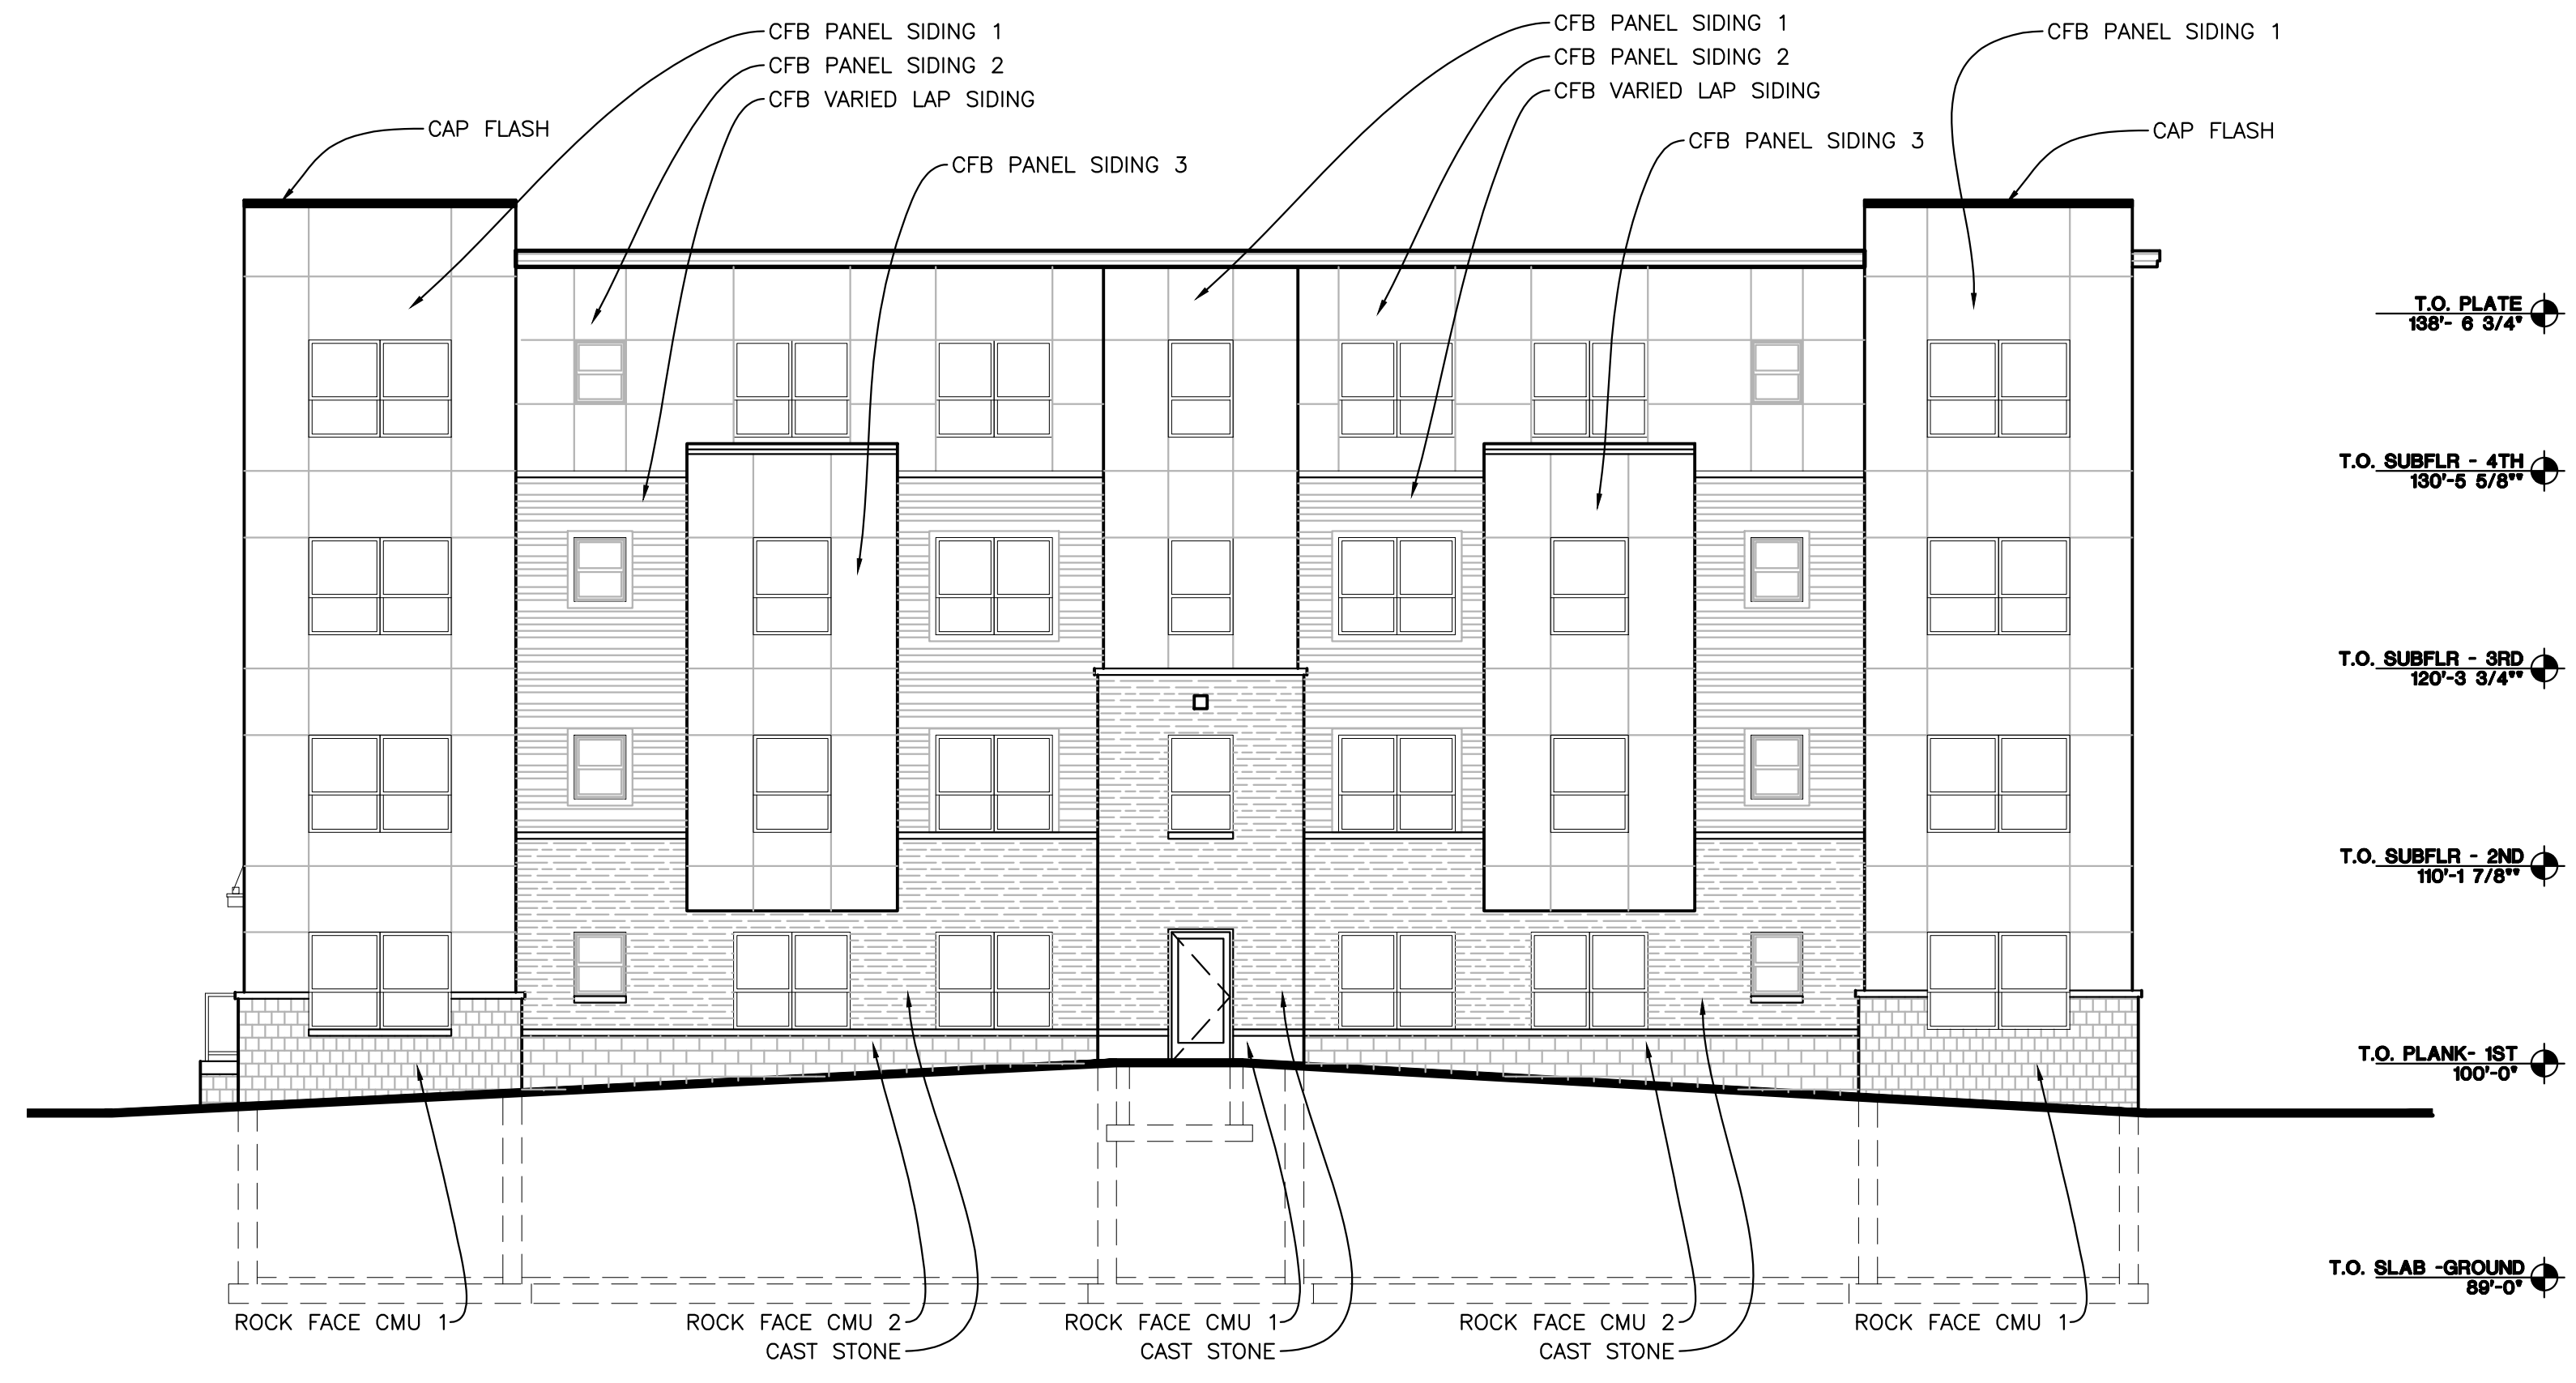 CFB PANEL SIDING 1
CFB PANEL SIDING 2
CFB VARIED LAP SIDING
CAP FLASH
CFB PANEL SIDING 3
CFB PANEL SIDING 1
CFB PANEL SIDING 2
CFB VARIED LAP SIDING
CFB PANEL SIDING 3
CFB PANEL SIDING 1
CAP FLASH
T.O. PLATE
138'- 6 3/4"
T.O. SUBFLR - 4TH
130'-5 5/8""
T.O. SUBFLR - 3RD
120'-3 3/4""
T.O. SUBFLR - 2ND
110'-1 7/8""
T.O. PLANK- 1ST
100'-0"
T.O. SLAB -GROUND
89'-0"
ROCK FACE CMU 1
ROCK FACE CMU 2
CAST STONE
ROCK FACE CMU 1
CAST STONE
ROCK FACE CMU 2
CAST STONE
ROCK FACE CMU 1